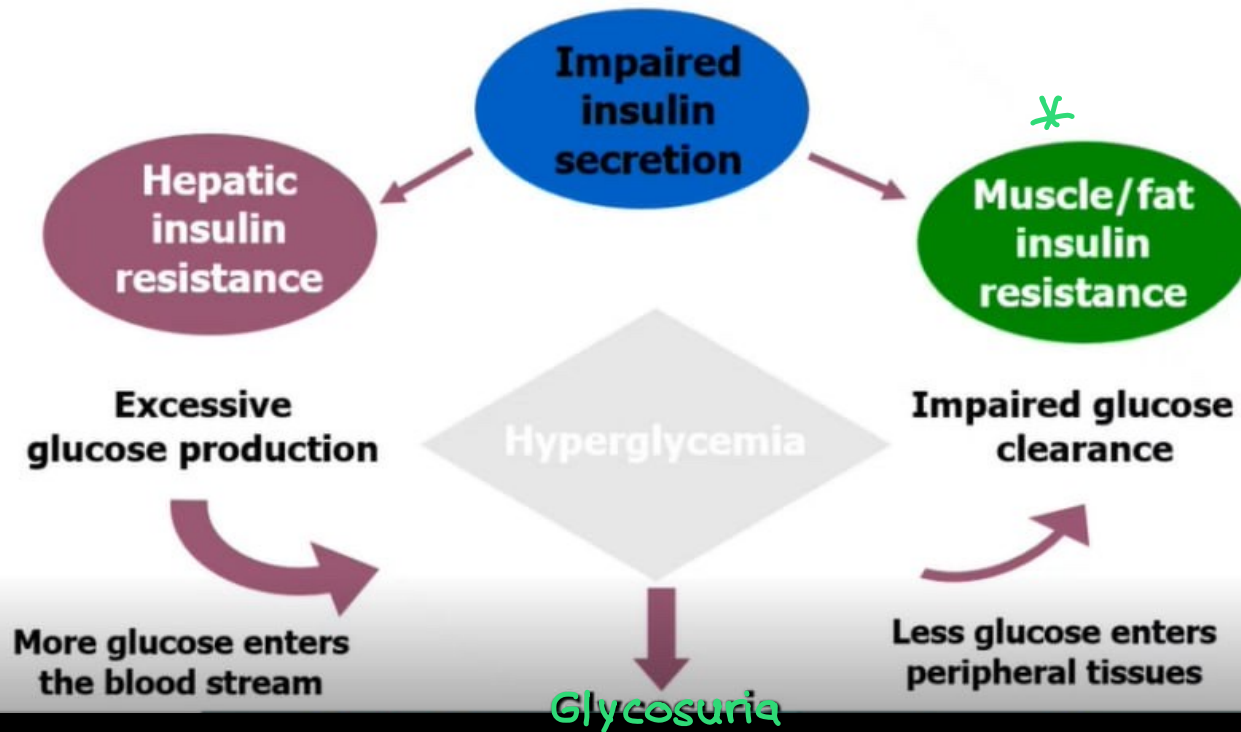 Impaired
insulin
secretion
*
Hepatic
insulin
resistance
Muscle/fat
insulin
resistance
Excessive
glucose production
Hyperglycemia
Impaired glucose
clearance
More glucose enters
the blood stream
Less glucose enters
peripheral tissues
Glycosuria